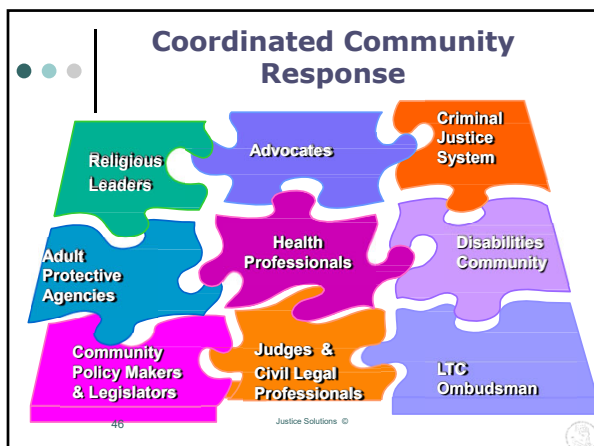 Coordinated Community
Response
Religious
Leaders
Advocates
Criminal
Justice
System
Adult
Protective
Agencies
Health
Professionals
Disabilities
Community
Community
Policy Makers
& Legislators
Judges &
Civil Legal
Professionals
LTC
Ombudsman
46
Justice Solutions ©